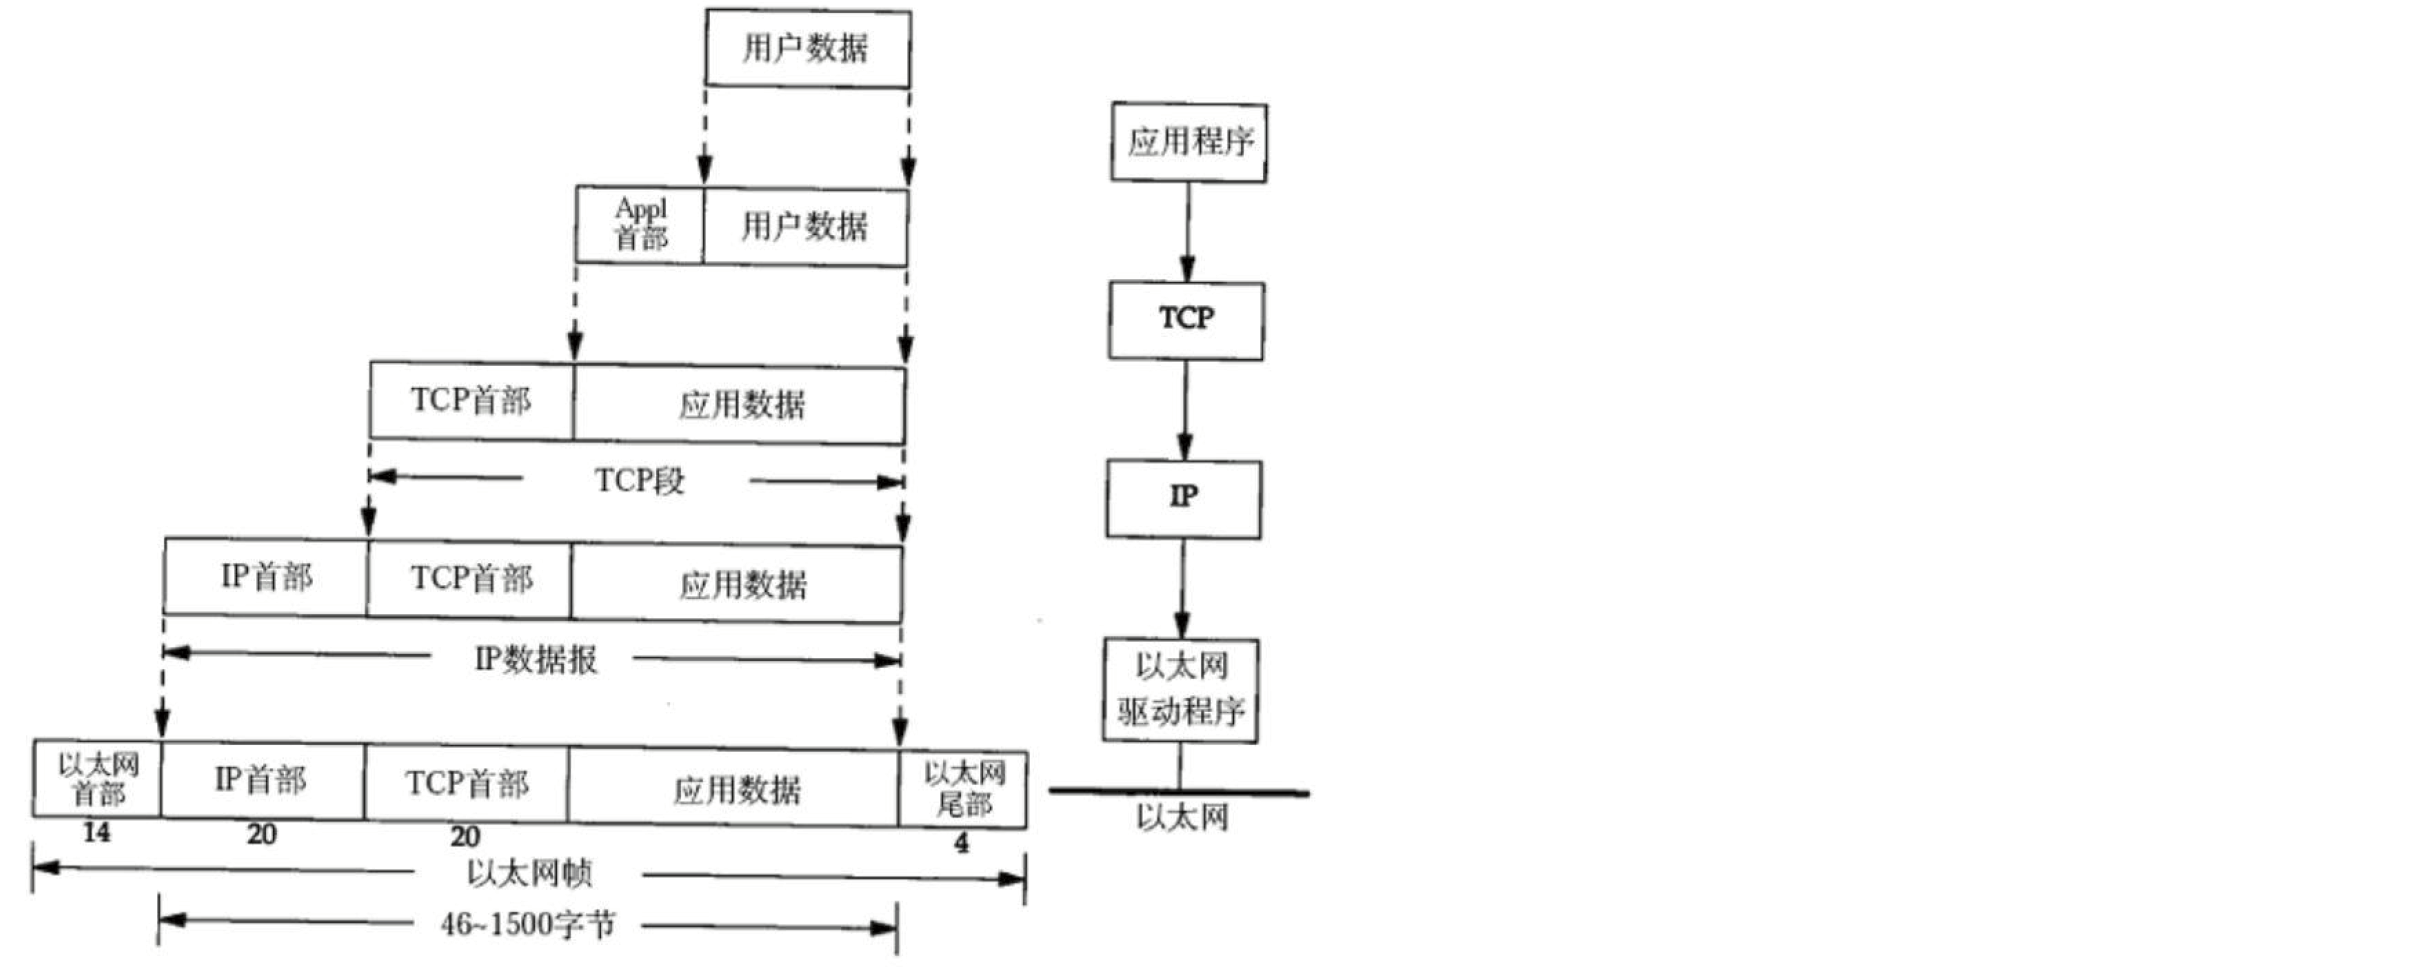 用户数据
Appl
首部
用户数据
TCP首部
应用数据
TCP段
IP首部
TCP首部
应用数据
IP数据报
以太网
首部
IP首部
TCP首部
应用数据
以太网
尾部
14
20
20
4
以太网帧
46~1500字节
应用程序
TCP
IP
以太网
驱动程序
以太网